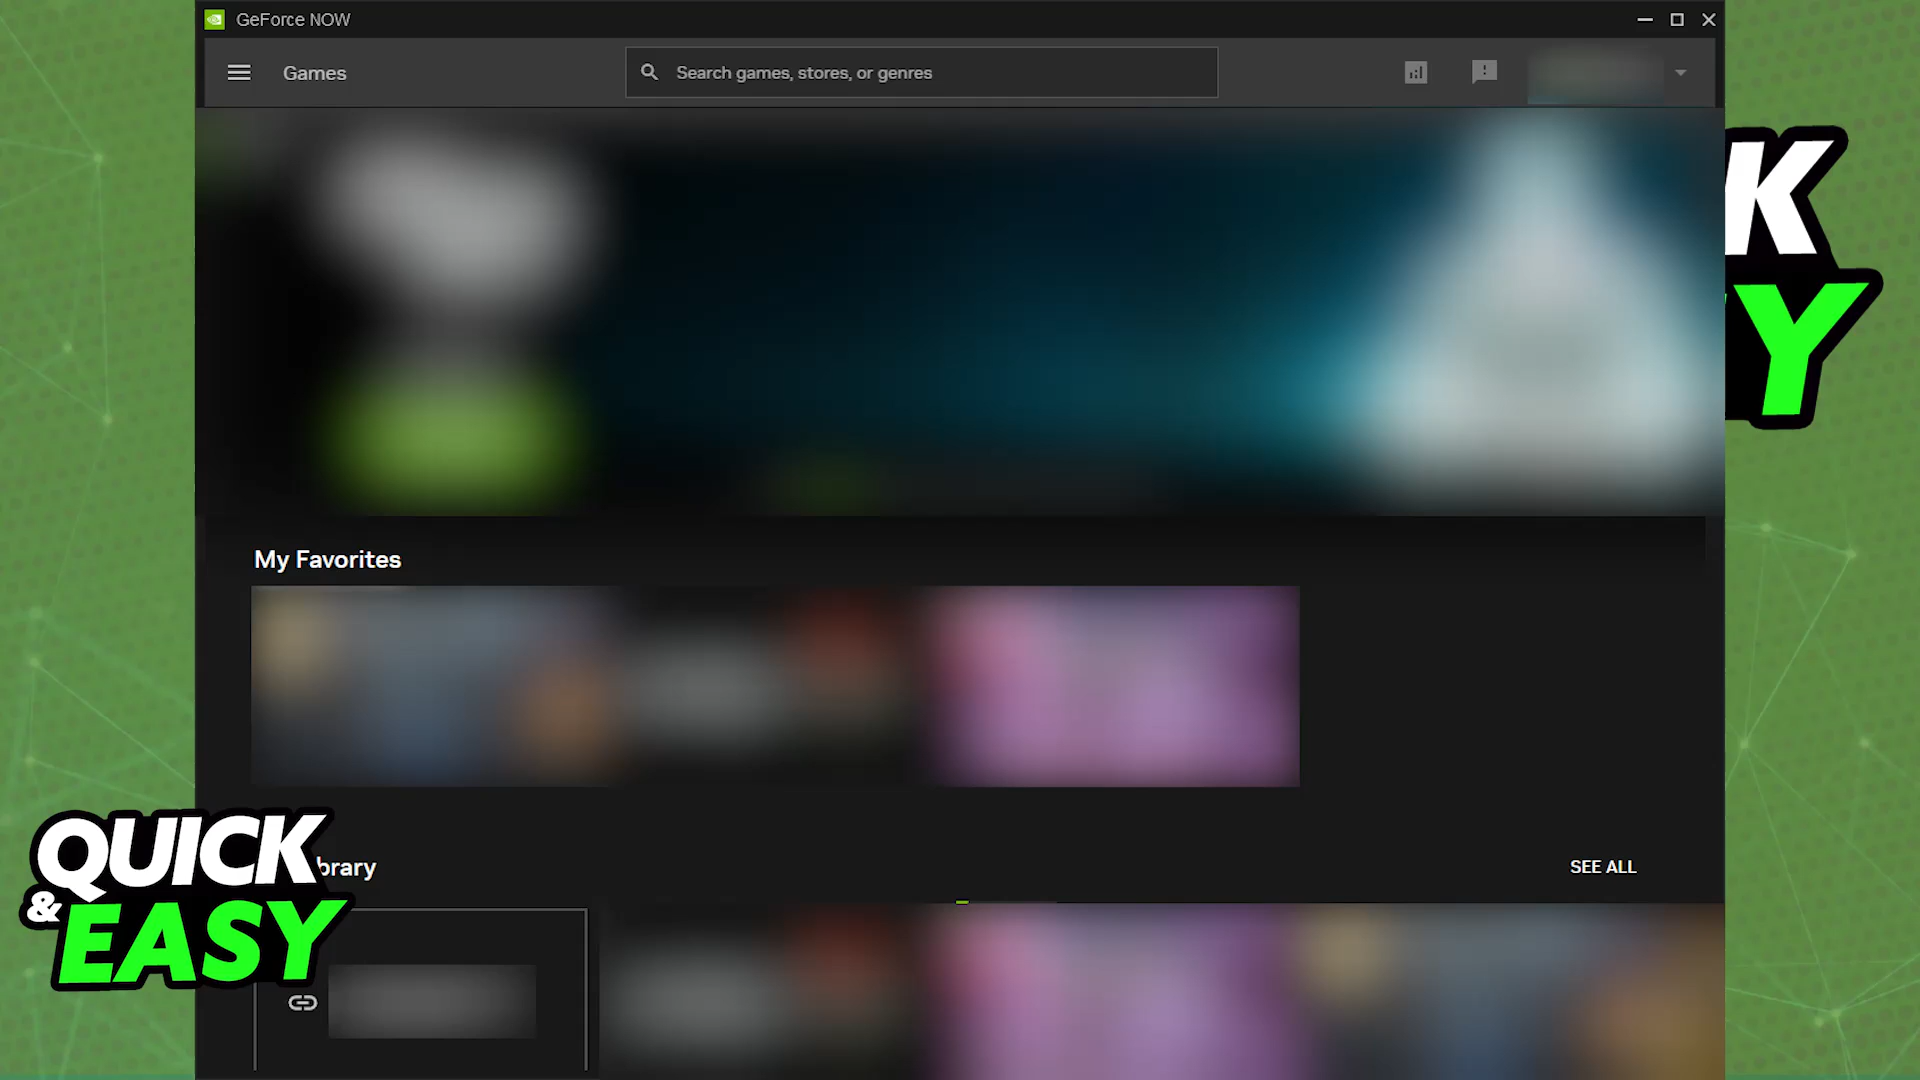 GeForce NOW
Games
Search games, stores, or genres
K
Y
My Favorites
brary
SEE ALL
QUICK
& EASY